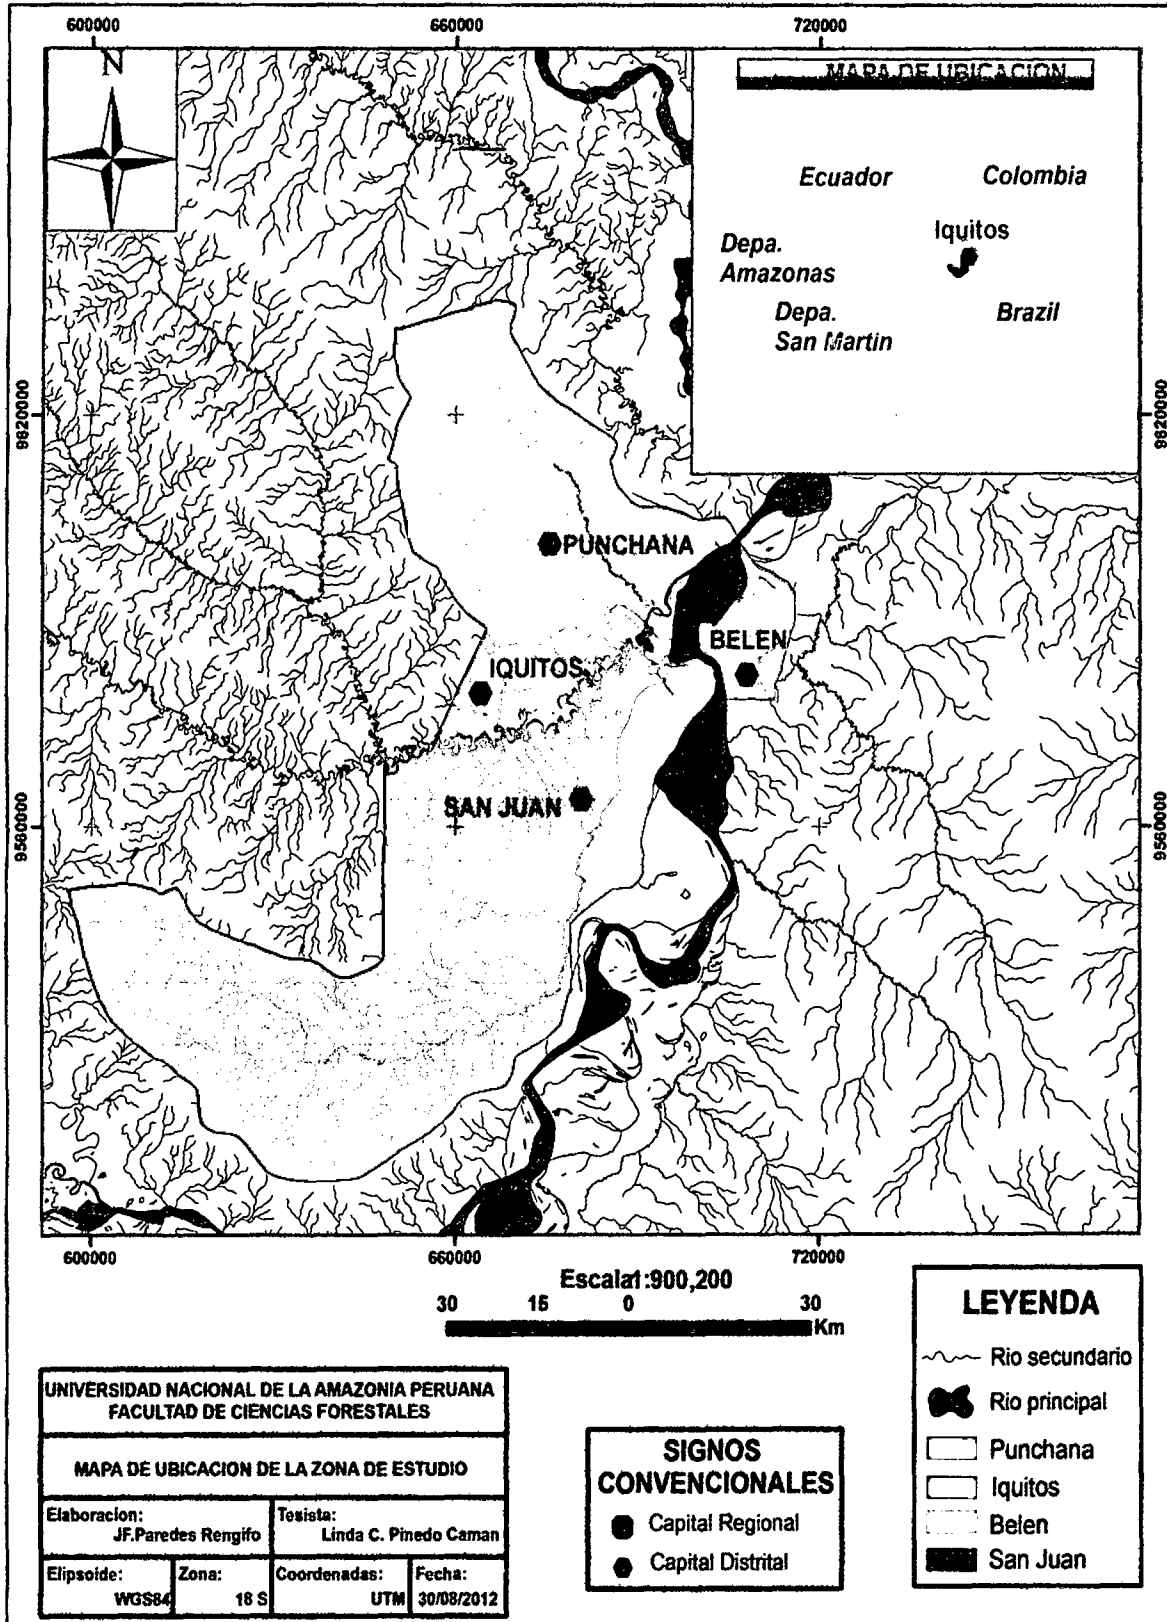 600000 660000 720000
N
MAPA DE UBICACION
Ecuador Colombia
Iquitos
Depa.
Amazonas
Depa.
San Martin
Brazil
9620000 9620000
PUNCHANA
BELEN
IQUITOS
SAN JUAN
9560000 9560000
600000 660000 720000
Escala1:900,200
30 15 0 30
Km
LEYENDA
Rio secundario
Rio principal
Punchana
Iquitos
Belen
San Juan
UNIVERSIDAD NACIONAL DE LA AMAZONIA PERUANA
FACULTAD DE CIENCIAS FORESTALES
MAPA DE UBICACION DE LA ZONA DE ESTUDIO
Elaboracion:
JF.Paredes Rengifo
Tesista:
Linda C. Pinedo Caman
Elipsoide:
WGS84
Zona:
18 S
Coordenadas:
UTM
Fecha:
30/08/2012
SIGNOS
CONVENCIONALES
Capital Regional
Capital Distrital